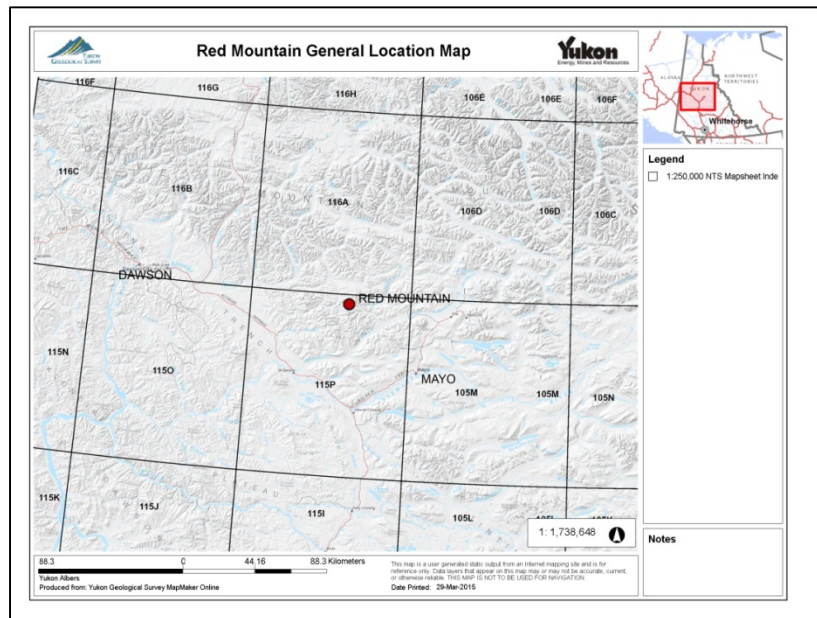 YUKON
GEOLOGICAL SURVEY
Red Mountain General Location Map
Yukon
Energy, Mines and Resources
ALASKA
NORTHWEST
TERRITORIES
YUKON
Whitehorse
Legend
1:250,000 NTS Mapsheet Inde
116F
116G
116H
106E
106E
106F
116C
116B
116A
106D
106D
106C
MOUNTAIN
DAWSON
RED MOUNTAIN
TRENCH
115N
115O
115P
MAYO
105M
105M
105N
115K
115J
PLATEAU
115I
105L
1: 1,738,648
Notes
88.3 0 44.16 88.3 Kilometers
Yukon Albers
Produced from: Yukon Geological Survey MapMaker Online
This map is a user generated static output from an Internet mapping site and is for
reference only. Data layers that appear on this map may or may not be accurate, current,
or otherwise reliable. THIS MAP IS NOT TO BE USED FOR NAVIGATION.
Date Printed: 29-Mar-2015